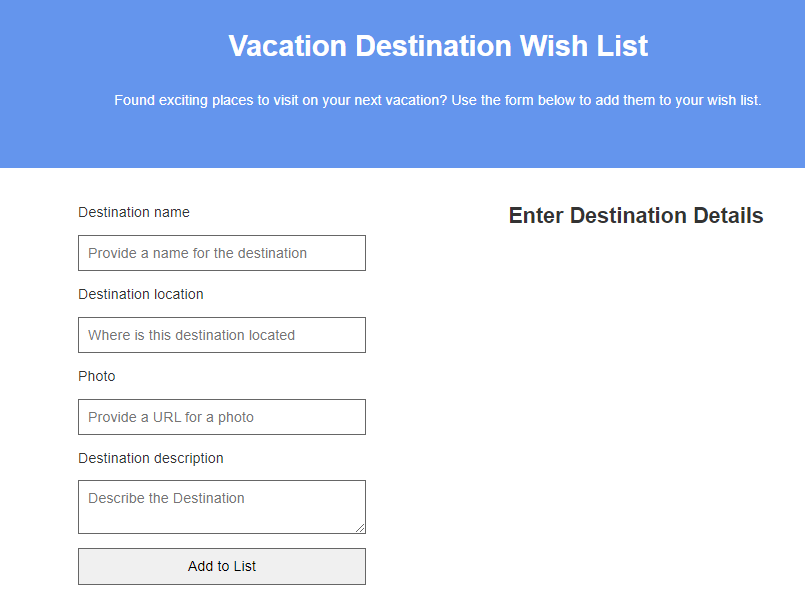 Vacation Destination Wish List
Found exciting places to visit on your next vacation? Use the form below to add them to your wish list.
Destination name
Provide a name for the destination
Destination location
Where is this destination located
Photo
Provide a URL for a photo
Destination description
Describe the Destination
Add to List
Enter Destination Details